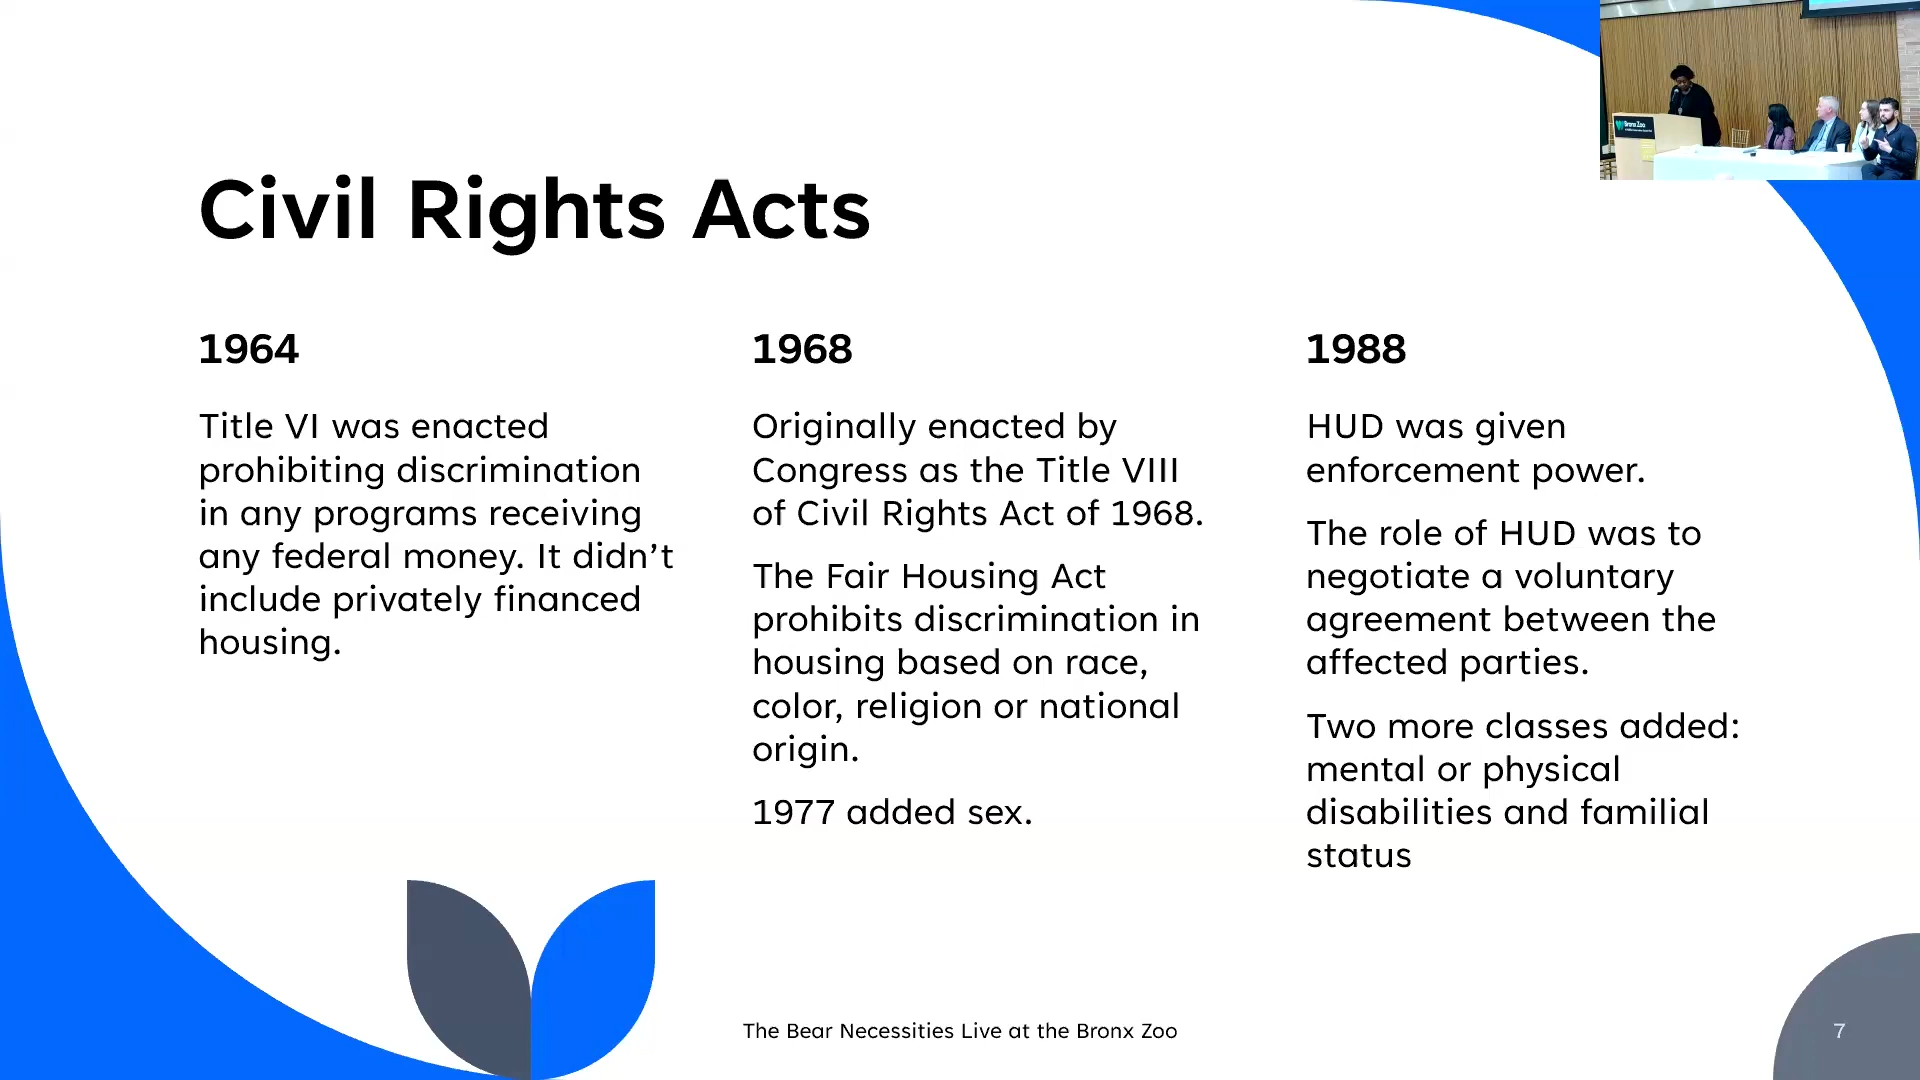 Bronx Zoo
Civil Rights Acts
1964
Title VI was enacted
prohibiting discrimination
in any programs receiving
any federal money. It didn’t
include privately financed
housing.
1968
Originally enacted by
Congress as the Title VIII
of Civil Rights Act of 1968.
The Fair Housing Act
prohibits discrimination in
housing based on race,
color, religion or national
origin.
1977 added sex.
1988
HUD was given
enforcement power.
The role of HUD was to
negotiate a voluntary
agreement between the
affected parties.
Two more classes added:
mental or physical
disabilities and familial
status
The Bear Necessities Live at the Bronx Zoo
7